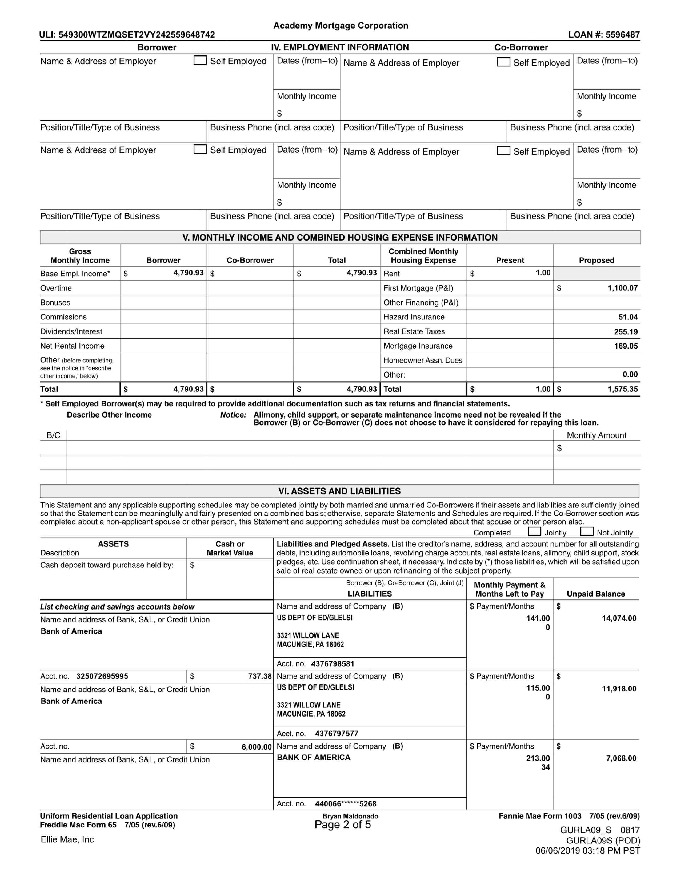 Academy Mortgage Corporation
ULI: 549300WTZMQSET2VY242559648742 LOAN #: 5596487
Borrower IV. EMPLOYMENT INFORMATION Co-Borrower
Name & Address of Employer Self Employed Dates (from–to) Name & Address of Employer Self Employed Dates (from–to)
Monthly Income Monthly Income
$ $
Position/Title/Type of Business Business Phone (incl. area code) Position/Title/Type of Business Business Phone (incl. area code)
Name & Address of Employer Self Employed Dates (from–to) Name & Address of Employer Self Employed Dates (from–to)
Monthly Income Monthly Income
$ $
Position/Title/Type of Business Business Phone (incl. area code) Position/Title/Type of Business Business Phone (incl. area code)
V. MONTHLY INCOME AND COMBINED HOUSING EXPENSE INFORMATION
Gross Monthly Income Borrower Co-Borrower Total Combined Monthly Housing Expense Present Proposed
Base Empl. Income* $ 4,790.93 $ $ 4,790.93 Rent $ 1.00
Overtime First Mortgage (P&I) $ 1,100.07
Bonuses Other Financing (P&I)
Commissions Hazard Insurance 51.04
Dividends/Interest Real Estate Taxes 255.19
Net Rental Income Mortgage Insurance 169.05
Other (before completing, see the notice in "describe other income," below) Homeowner Assn. Dues
Other: 0.00
Total $ 4,790.93 $ $ 4,790.93 Total $ 1.00 $ 1,575.35
* Self Employed Borrower(s) may be required to provide additional documentation such as tax returns and financial statements.
Describe Other Income Notice: Alimony, child support, or separate maintenance income need not be revealed if the
Borrower (B) or Co-Borrower (C) does not choose to have it considered for repaying this loan.
B/C Monthly Amount
$
VI. ASSETS AND LIABILITIES
This Statement and any applicable supporting schedules may be completed jointly by both married and unmarried Co-Borrowers if their assets and liabilities are sufficiently joined
so that the Statement can be meaningfully and fairly presented on a combined basis; otherwise, separate Statements and Schedules are required. If the Co-Borrower section was
completed about a non-applicant spouse or other person, this Statement and supporting schedules must be completed about that spouse or other person also.
Completed Jointly Not Jointly
ASSETS Cash or Market Value
Description
Liabilities and Pledged Assets. List the creditor's name, address, and account number for all outstanding
debts, including automobile loans, revolving charge accounts, real estate loans, alimony, child support, stock
pledges, etc. Use continuation sheet, if necessary. Indicate by (*) those liabilities, which will be satisfied upon
sale of real estate owned or upon refinancing of the subject property.
Cash deposit toward purchase held by: $
Borrower (B), Co-Borrower (C), Joint (J)
LIABILITIES Monthly Payment & Months Left to Pay Unpaid Balance
List checking and savings accounts below
Name and address of Company (B) $ Payment/Months $
Name and address of Bank, S&L, or Credit Union
Bank of America
US DEPT OF ED/GLELSI 141.00 14,074.00
0
3321 WILLOW LANE
MACUNGIE, PA 18062
Acct. no. 4376798581
Acct. no. 325072695995 $ 737.38 Name and address of Company (B) $ Payment/Months $
Name and address of Bank, S&L, or Credit Union
Bank of America
US DEPT OF ED/GLELSI 115.00 11,918.00
0
3321 WILLOW LANE
MACUNGIE, PA 18062
Acct. no. 4376797577
Acct. no. $ 6,000.00 Name and address of Company (B) $ Payment/Months $
Name and address of Bank, S&L, or Credit Union
BANK OF AMERICA 213.00 7,068.00
34
Acct. no. 440066******5268
Uniform Residential Loan Application Bryan Maldonado Fannie Mae Form 1003 7/05 (rev.6/09)
Freddie Mac Form 65 7/05 (rev.6/09) Page 2 of 5
Ellie Mae, Inc GURLA09_S 0817
GURLA09S (POD)
06/06/2019 03:18 PM PST